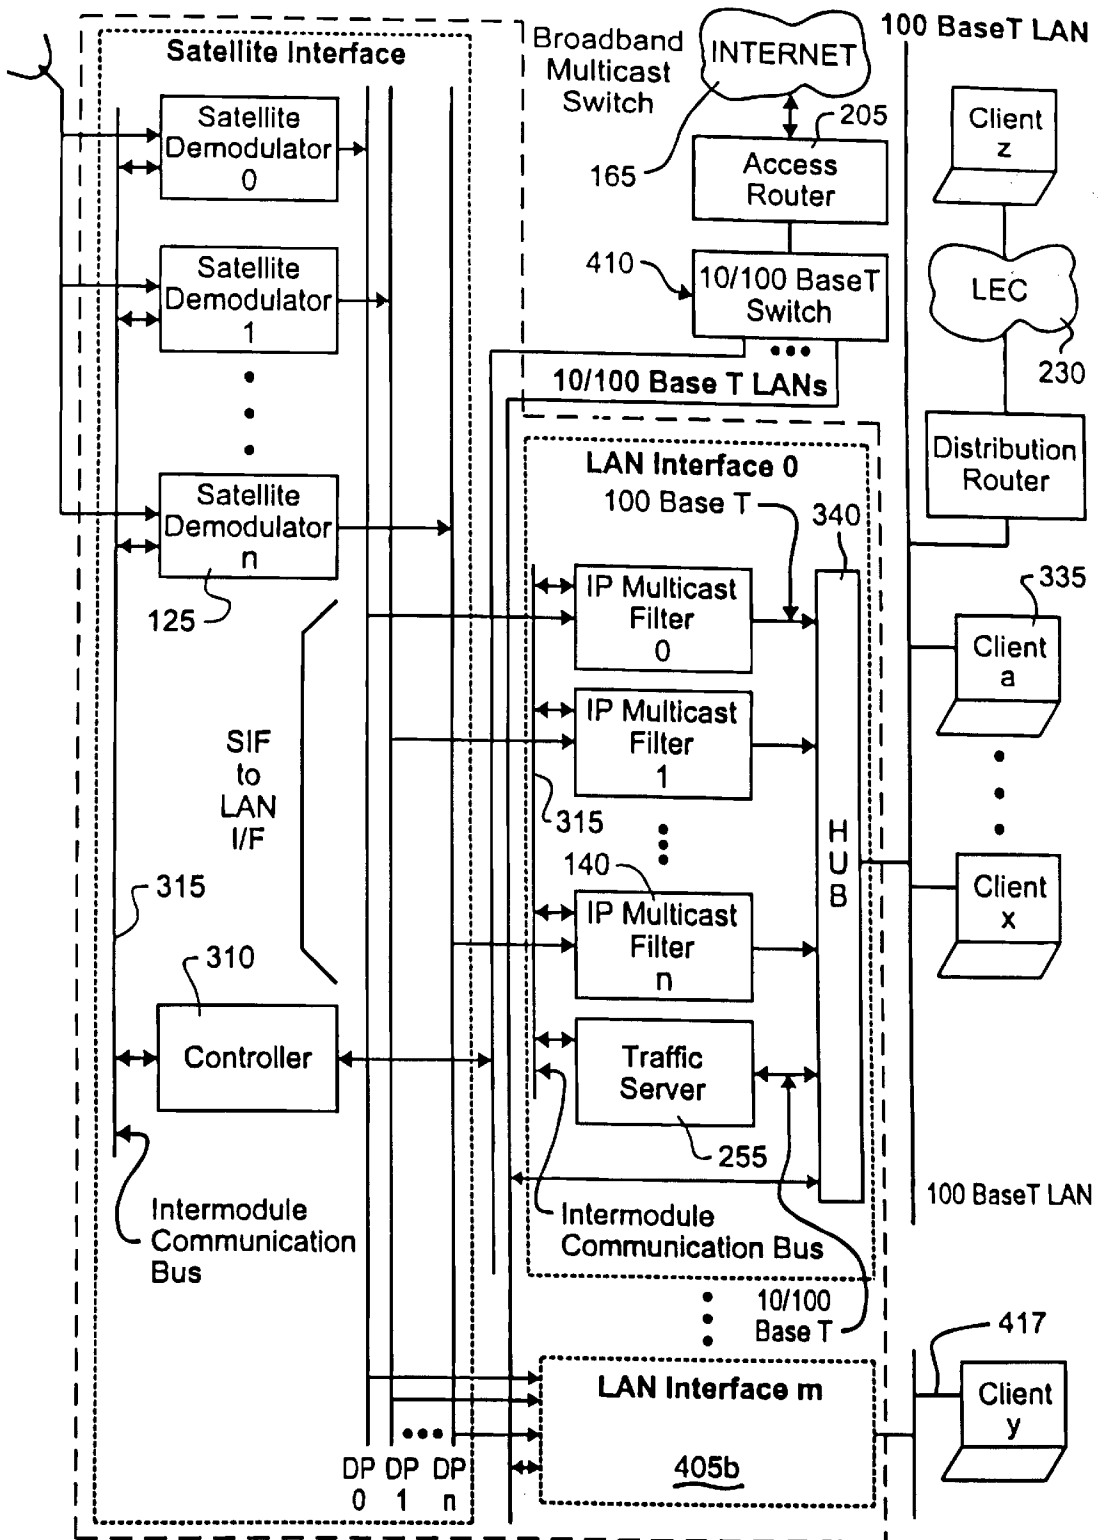 Satellite Interface
Satellite
Demodulator
0
Satellite
Demodulator
1
Satellite
Demodulator
n
125
SIF
to
LAN
I/F
315
310
Controller
Intermodule
Communication
Bus
DP
0
DP
1
DP
n
Broadband
Multicast
Switch
INTERNET
165
205
Access
Router
410
10/100 BaseT
Switch
10/100 Base T LANs
LAN Interface 0
100 Base T
340
IP Multicast
Filter
0
IP Multicast
Filter
1
315
140
IP Multicast
Filter
n
Traffic
Server
255
HUB
Intermodule
Communication Bus
10/100
Base T
LAN Interface m
405b
100 BaseT LAN
Client
z
LEC
230
Distribution
Router
335
Client
a
Client
x
100 BaseT LAN
417
Client
y